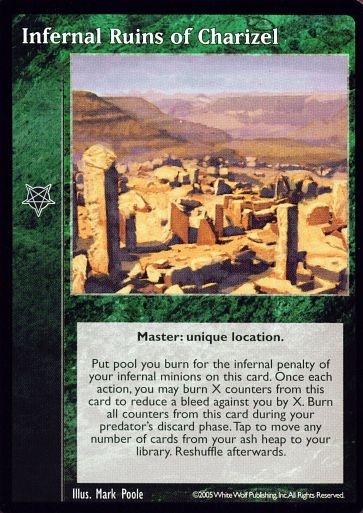 Infernal Ruins of Charizel
Master: unique location.
Put pool you burn for the infernal penalty of
your infernal minions on this card. Once each
action, you may burn X counters from this
card to reduce a bleed against you by X. Burn
all counters from this card during your
predator's discard phase. Tap to move any
number of cards from your ash heap to your
library. Reshuffle afterwards.
Illus. Mark Poole
©2005 White Wolf Publishing, Inc. All Rights Reserved.